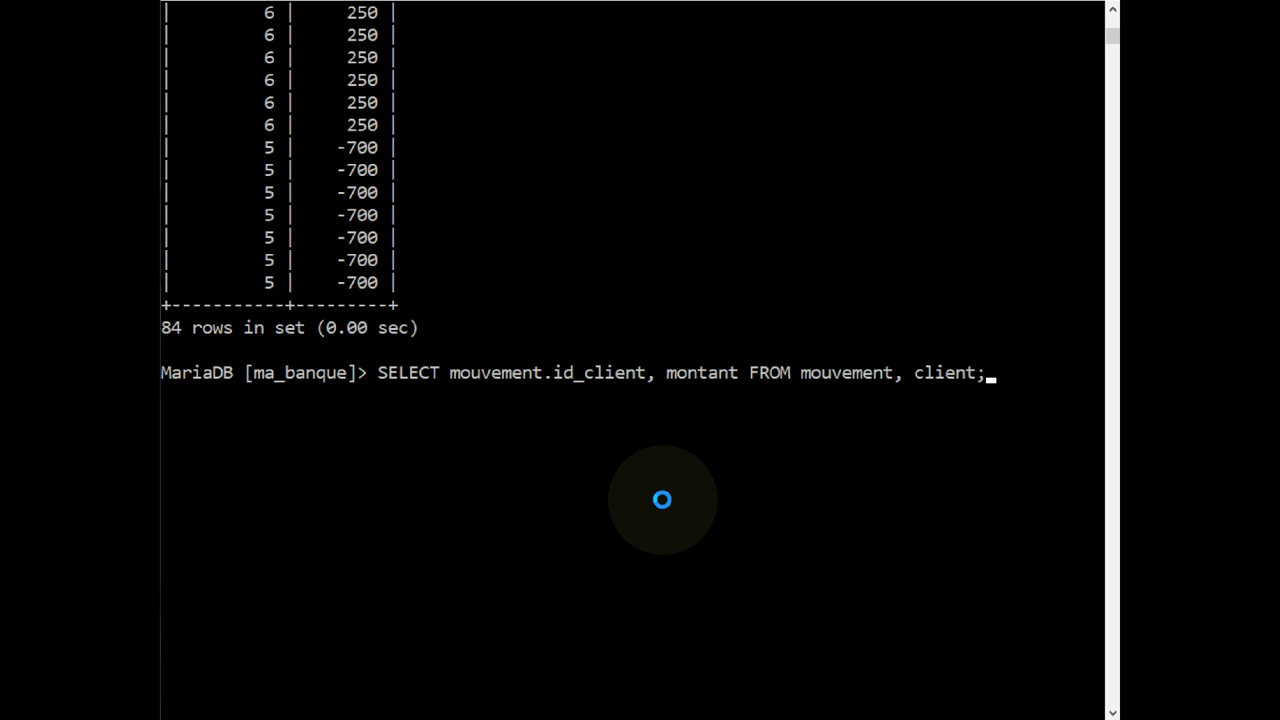 | 6 | 250 |
| 6 | 250 |
| 6 | 250 |
| 6 | 250 |
| 6 | 250 |
| 6 | 250 |
| 5 | -700 |
| 5 | -700 |
| 5 | -700 |
| 5 | -700 |
| 5 | -700 |
| 5 | -700 |
| 5 | -700 |
+-----------+---------+
84 rows in set (0.00 sec)
MariaDB [ma_banque]> SELECT mouvement.id_client, montant FROM mouvement, client;